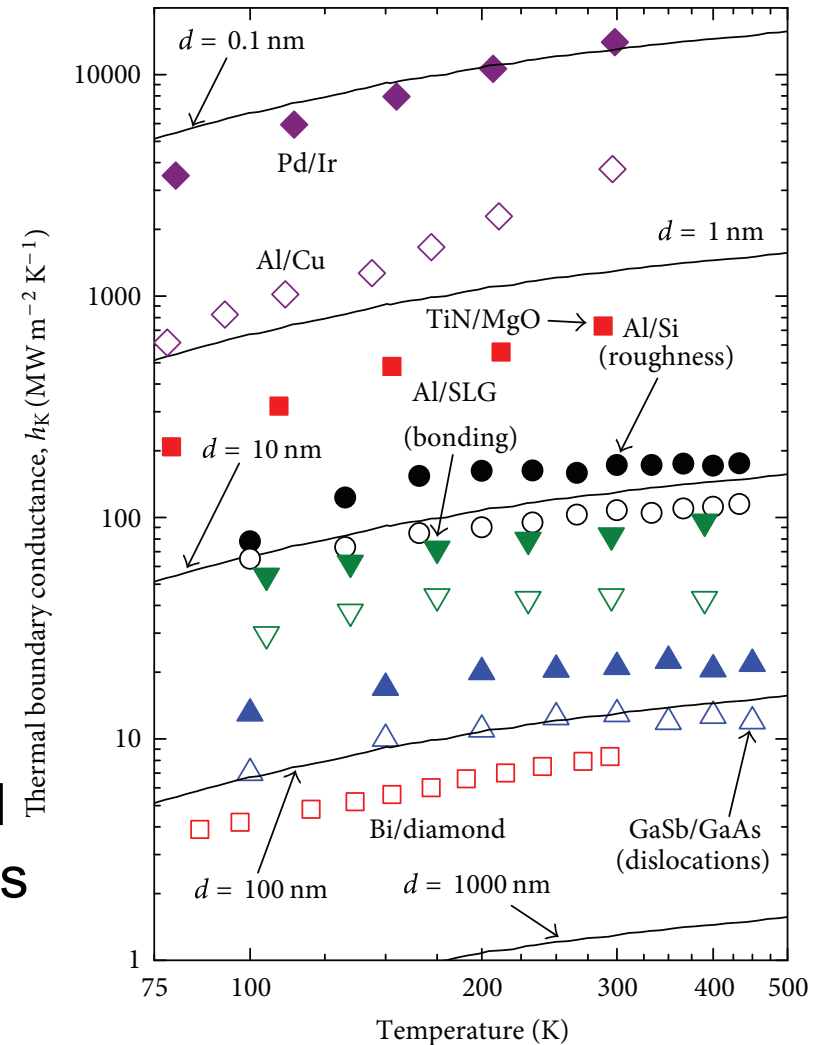 d = 0.1 nm
10000
Pd/Ir
Al/Cu
d = 1 nm
1000
TiN/MgO
Al/Si
(roughness)
Al/SLG
(bonding)
d = 10 nm
100
10
Bi/diamond
GaSb/GaAs
(dislocations)
d = 100 nm
d = 1000 nm
1
75 100 200 300 400 500
Temperature (K)
Thermal boundary conductance, hK (MW m−2 K−1)
s